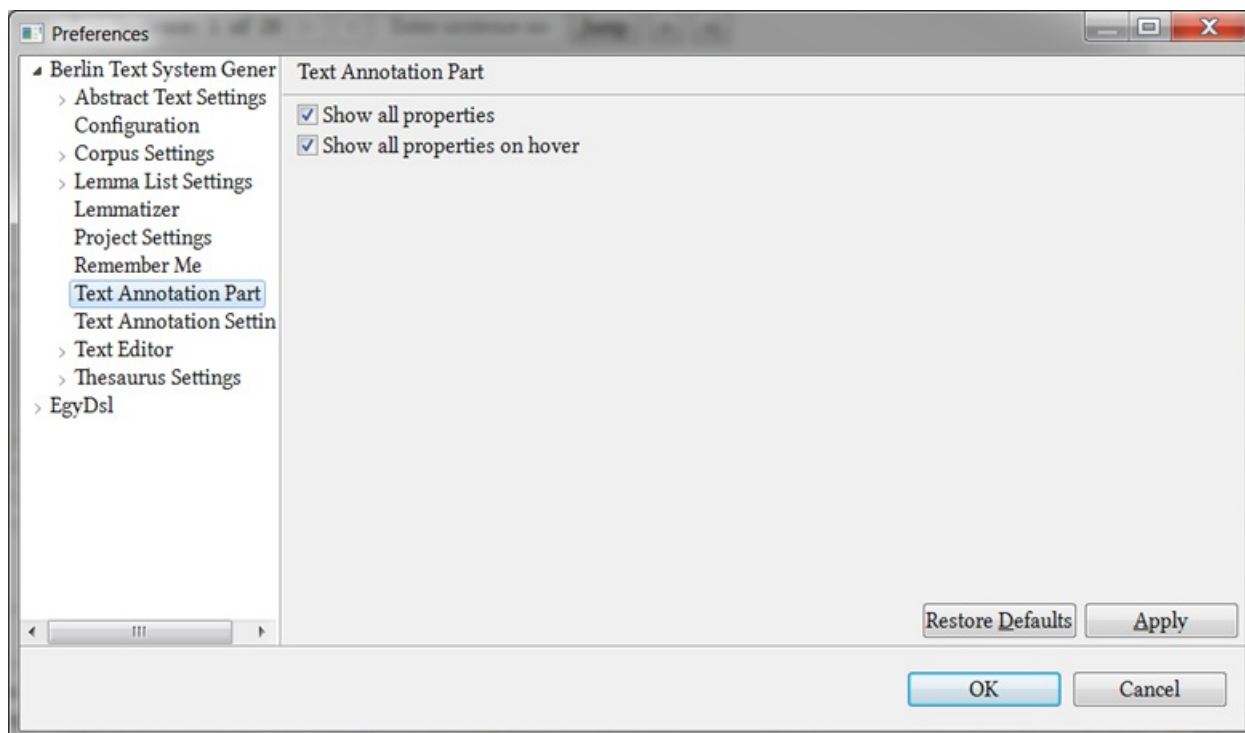 Preferences
Berlin Text System Gener
Abstract Text Settings
Configuration
Corpus Settings
Lemma List Settings
Lemmatizer
Project Settings
Remember Me
Text Annotation Part
Text Annotation Settin
Text Editor
Thesaurus Settings
EgyDsl
Text Annotation Part
Show all properties
Show all properties on hover
Restore Defaults
Apply
OK
Cancel